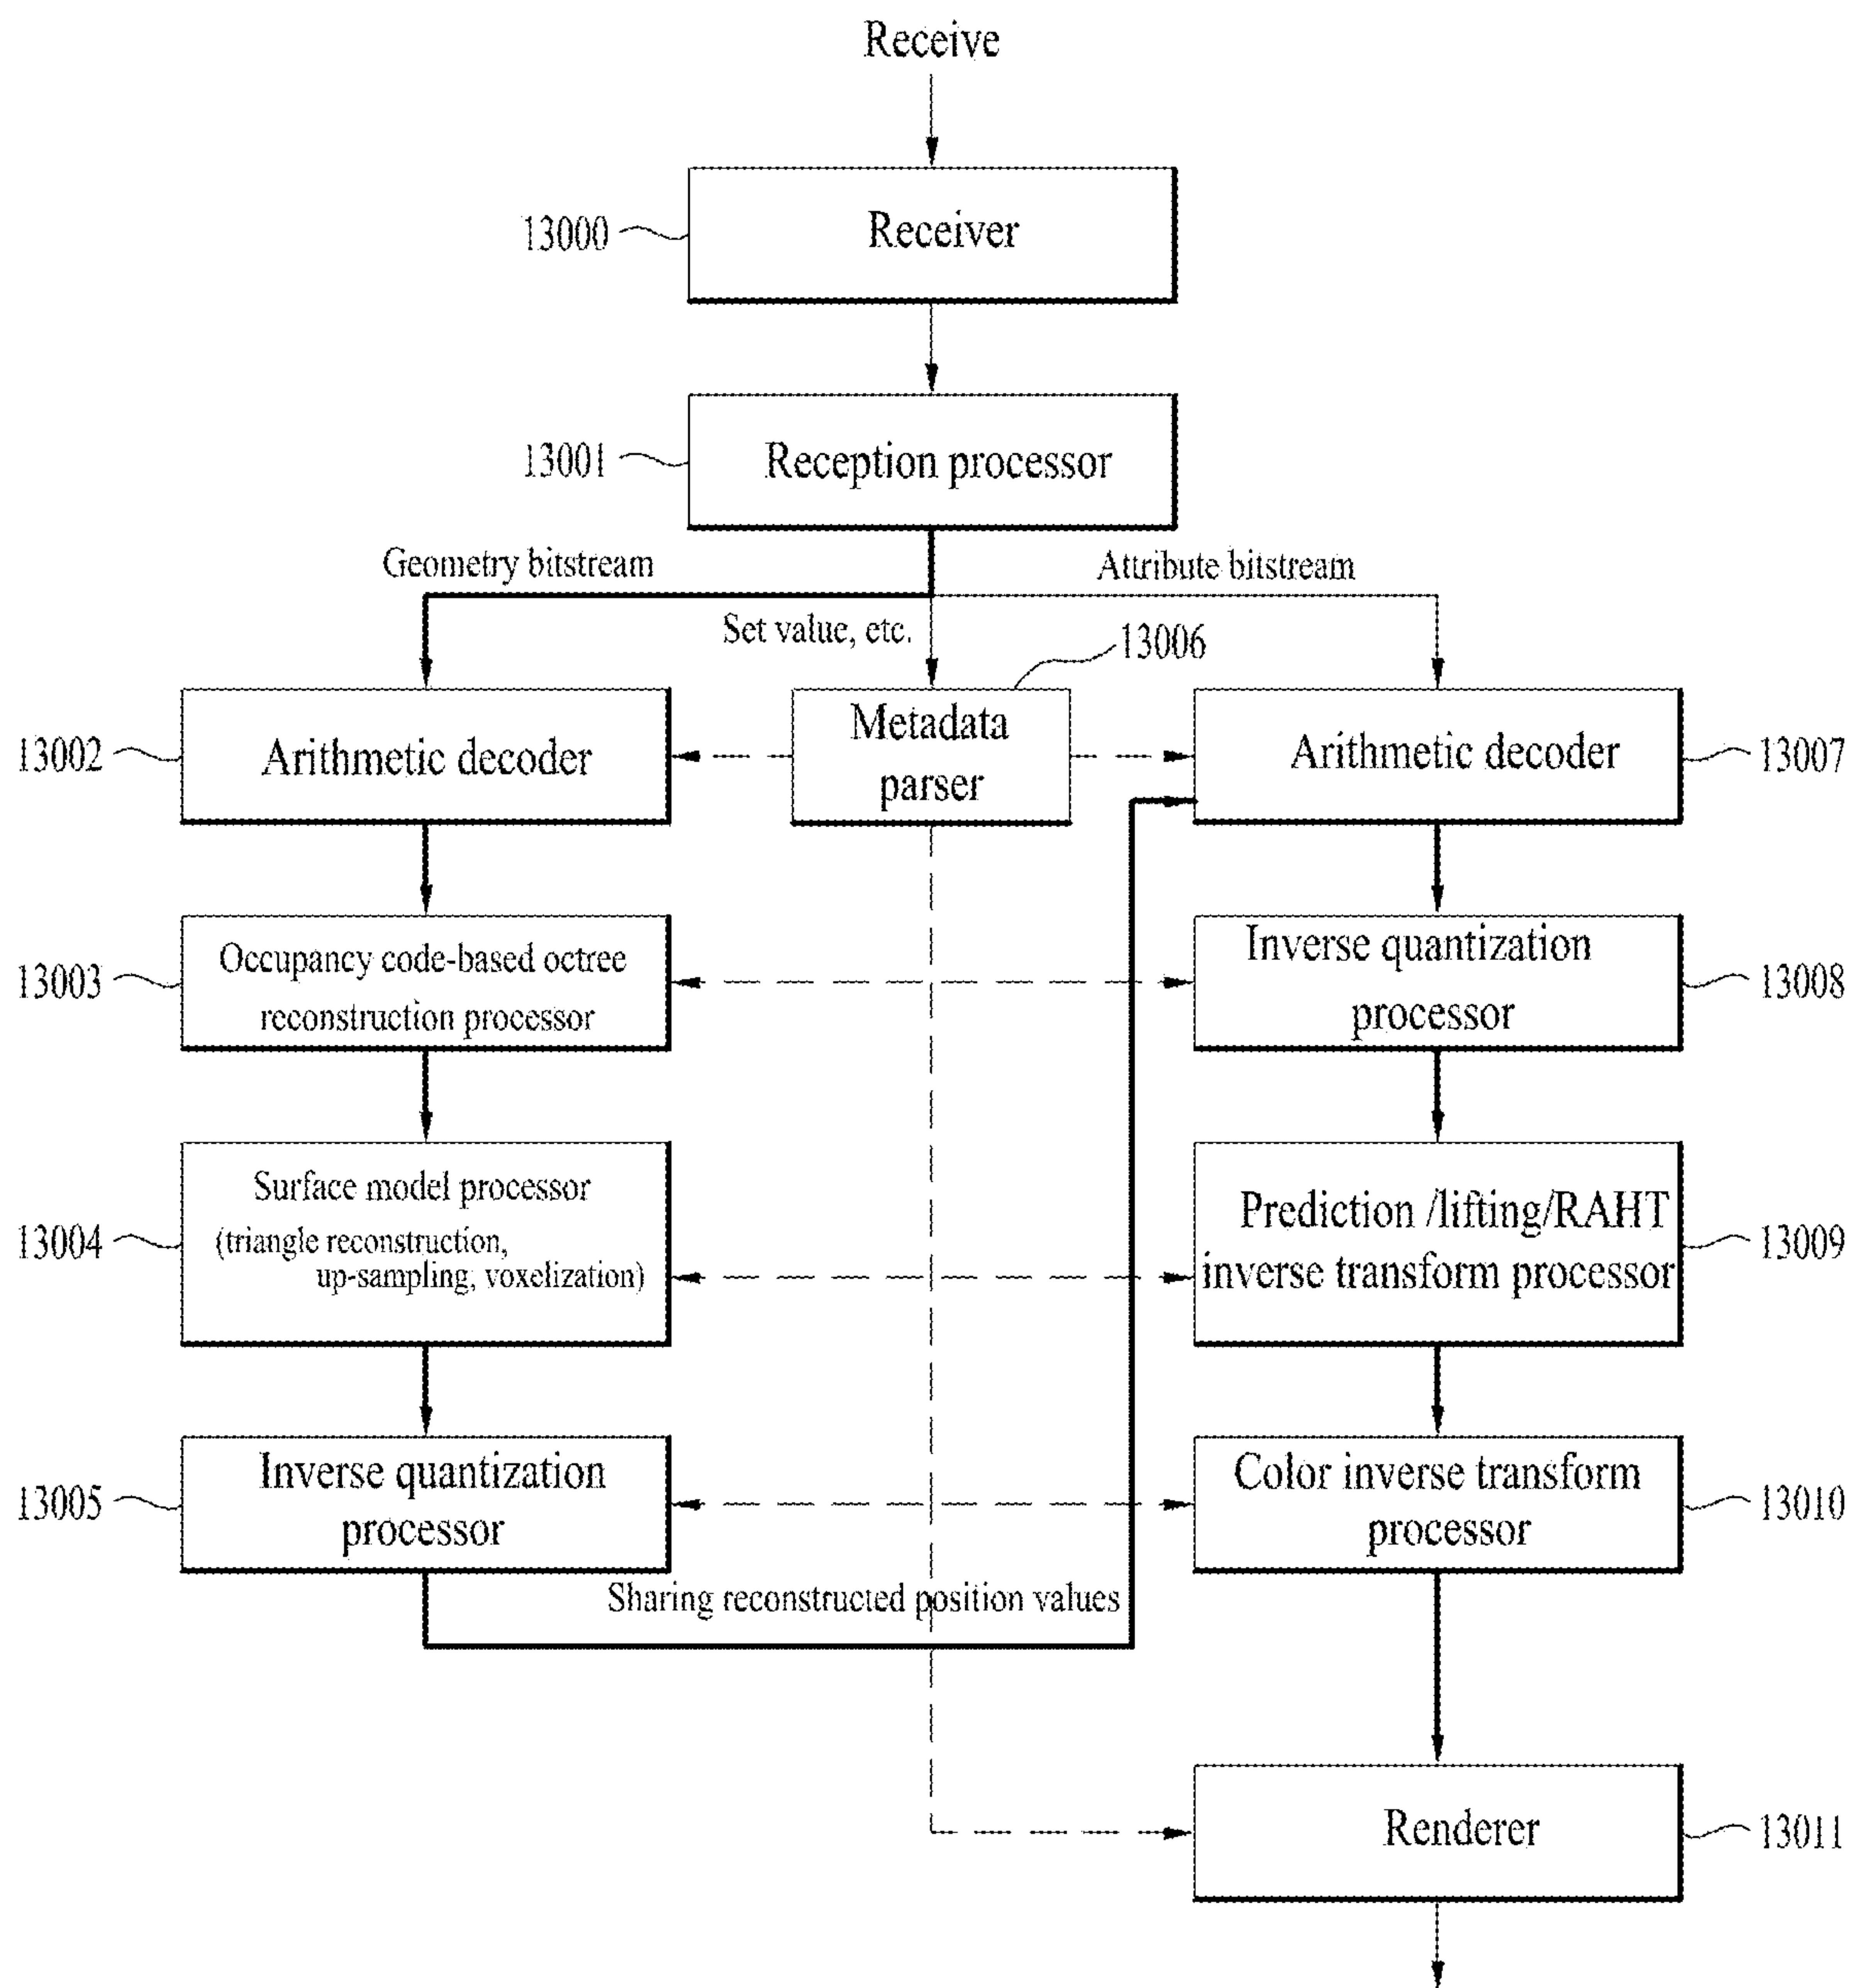 Receive
13000
Receiver
13001
Reception processor
Geometry bitstream
Attribute bitstream
Set value, etc.
13006
13002
Arithmetic decoder
Metadata
parser
Arithmetic decoder
13007
13003
Occupancy code-based octree
reconstruction processor
Inverse quantization
processor
13008
13004
Surface model processor
(triangle reconstruction,
up-sampling, voxelization)
Prediction /lifting/RAHT
inverse transform processor
13009
13005
Inverse quantization
processor
Color inverse transform
processor
13010
Sharing reconstructed position values
Renderer
13011